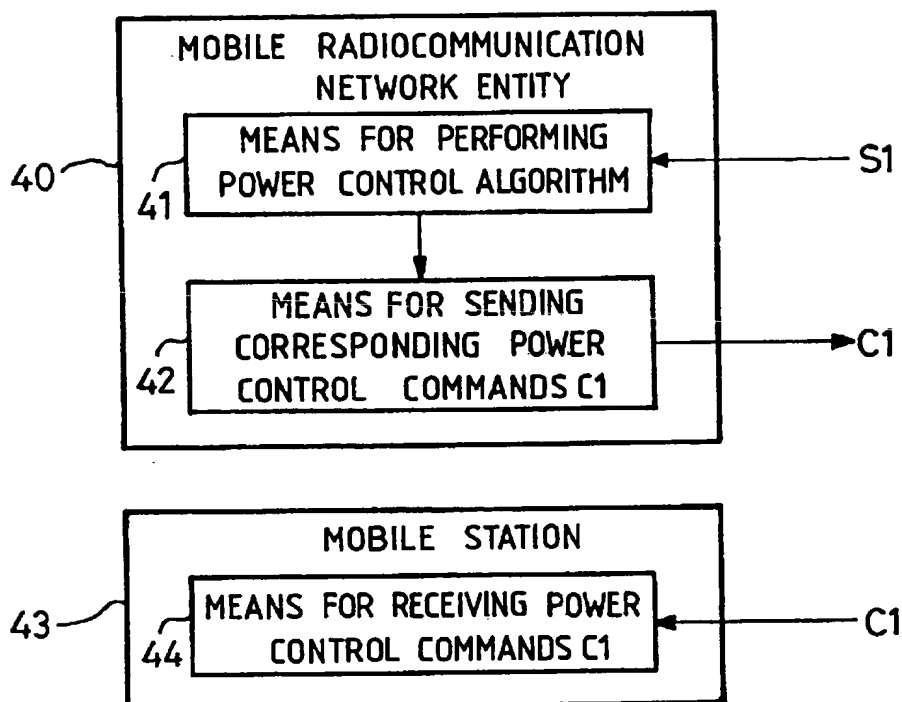 MOBILE RADIOCOMMUNICATION
NETWORK ENTITY
MEANS FOR PERFORMING
POWER CONTROL ALGORITHM
40
41
S1
MEANS FOR SENDING
CORRESPONDING POWER
CONTROL COMMANDS C1
42
C1
MOBILE STATION
MEANS FOR RECEIVING POWER
CONTROL COMMANDS C1
43
44
C1